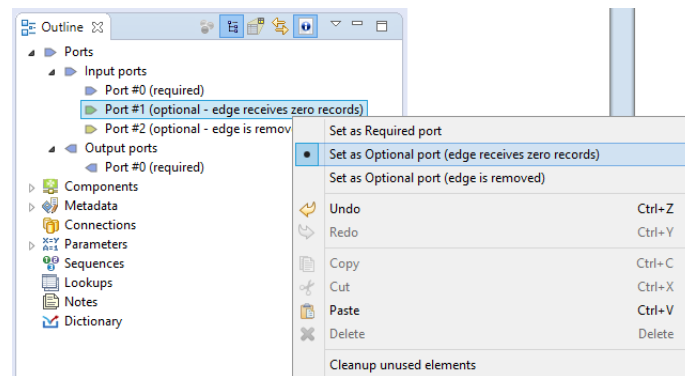 Outline
Ports
Input ports
Port #0 (required)
Port #1 (optional - edge receives zero records)
Port #2 (optional - edge is remov
Output ports
Port #0 (required)
Components
Metadata
Connections
X=Y
A=1
Parameters
Sequences
Lookups
Notes
Dictionary
Set as Required port
Set as Optional port (edge receives zero records)
Set as Optional port (edge is removed)
Undo Ctrl+Z
Redo Ctrl+Y
Copy Ctrl+C
Cut Ctrl+X
Paste Ctrl+V
Delete Delete
Cleanup unused elements